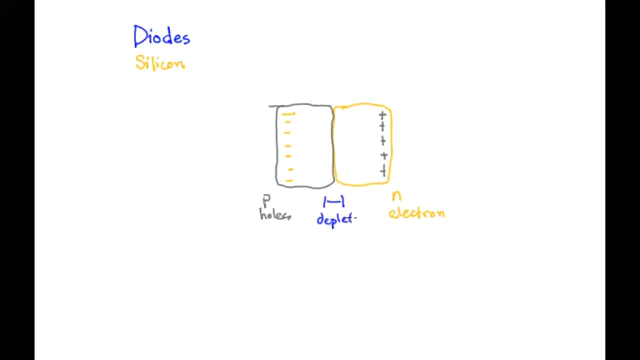 Diodes
Silicon
p
holes
deplet
n
electron